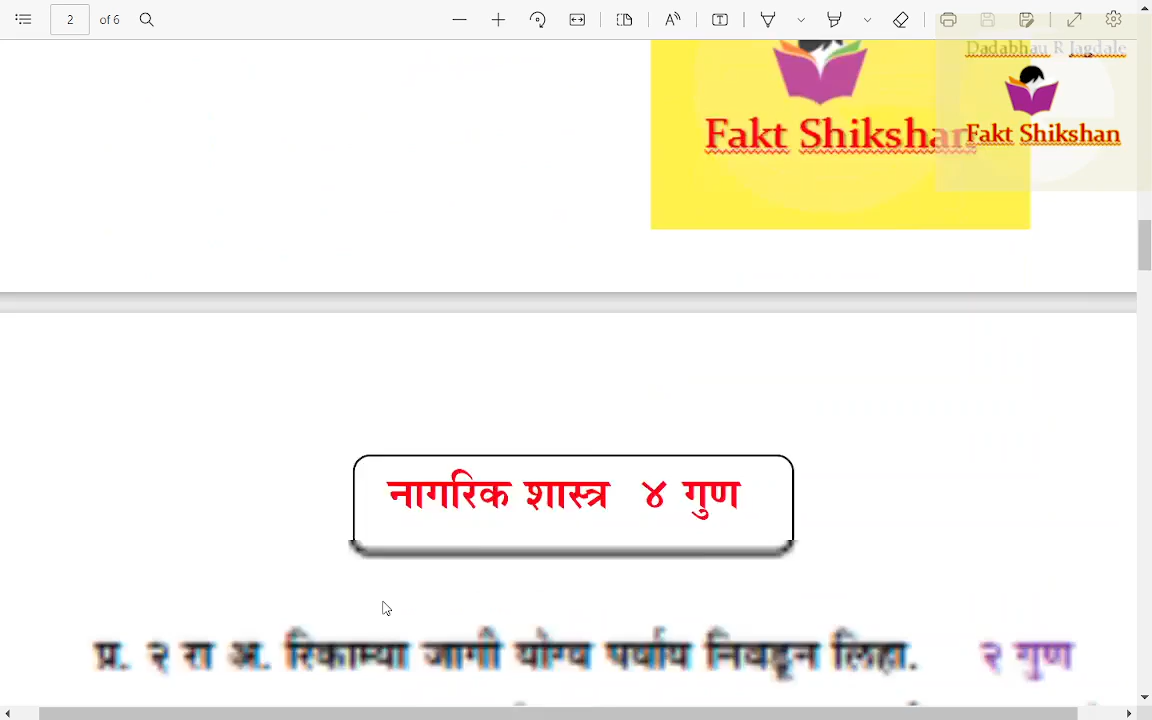 2 of 6
Dadabhau R Jagdale
Fakt Shikshan
Fakt Shikshan
नागरिक शास्त्र ४ गुण
प्र. २ रा अ. रिकाम्या जागी योग्य पर्याय निवडून लिहा. २ गुण